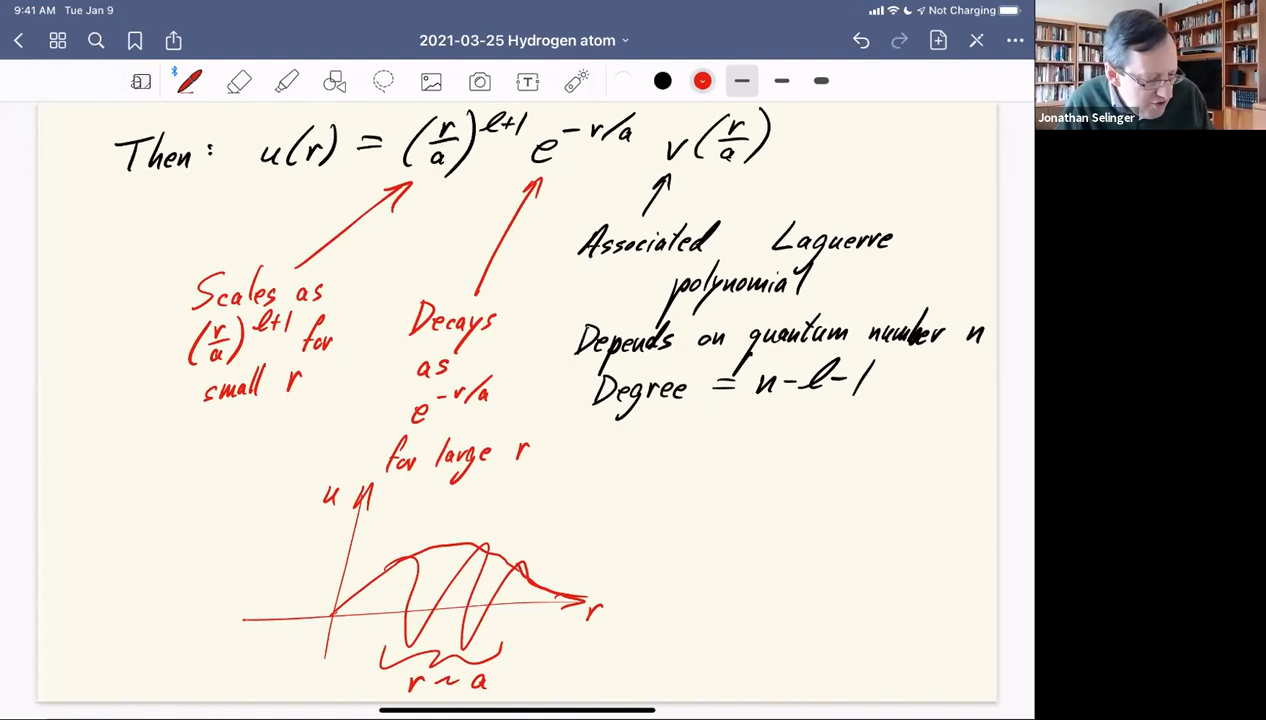 9:41 AM Tue Jan 9
Not Charging
2021-03-25 Hydrogen atom
T
Jonathan Selinger
Then: u(r) = (r/a)^{l+1} e^{-r/a} v(r/a)
Scales as
(r/a)^{l+1} for
small r
Decays
as
e^{-r/a}
for large r
Associated Laguerre
polynomial
Depends on quantum number n
Degree = n-l-1
u
r
r ~ a